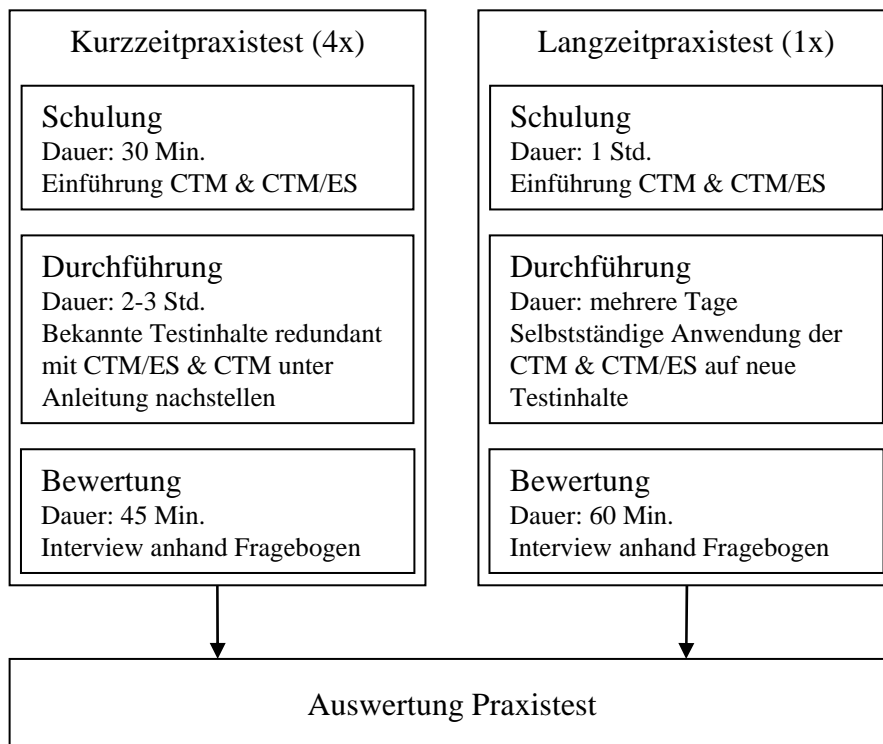 Kurzzeitpraxistest (4x)
Schulung
Dauer: 30 Min.
Einführung CTM & CTM/ES
Durchführung
Dauer: 2-3 Std.
Bekannte Testinhalte redundant
mit CTM/ES & CTM unter
Anleitung nachstellen
Bewertung
Dauer: 45 Min.
Interview anhand Fragebogen
Langzeitpraxistest (1x)
Schulung
Dauer: 1 Std.
Einführung CTM & CTM/ES
Durchführung
Dauer: mehrere Tage
Selbstständige Anwendung der
CTM & CTM/ES auf neue
Testinhalte
Bewertung
Dauer: 60 Min.
Interview anhand Fragebogen
Auswertung Praxistest